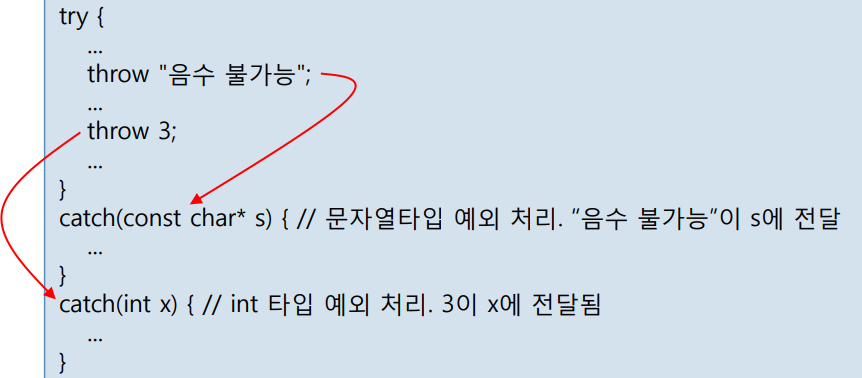 try {
...
throw "음수 불가능";
...
throw 3;
...
}
catch(const char* s) { // 문자열타입 예외 처리. “음수 불가능”이 s에 전달
...
}
catch(int x) { // int 타입 예외 처리. 3이 x에 전달됨
...
}